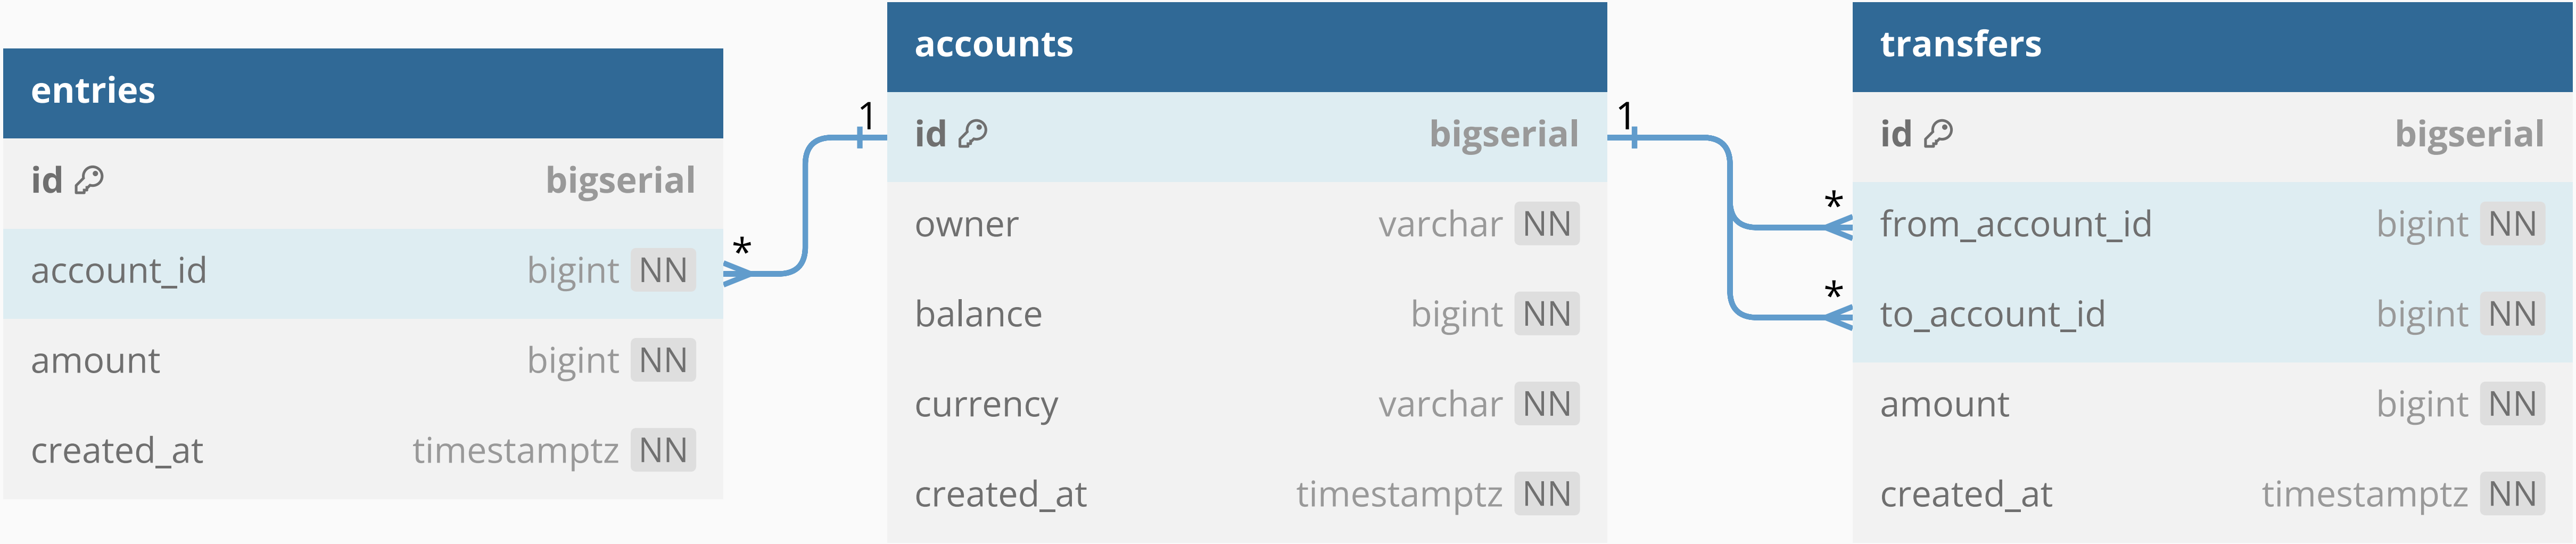 entries
id bigserial
account_id bigint NN
amount bigint NN
created_at timestamptz NN
1
*
accounts
id bigserial
owner varchar NN
balance bigint NN
currency varchar NN
created_at timestamptz NN
1
*
*
transfers
id bigserial
from_account_id bigint NN
to_account_id bigint NN
amount bigint NN
created_at timestamptz NN